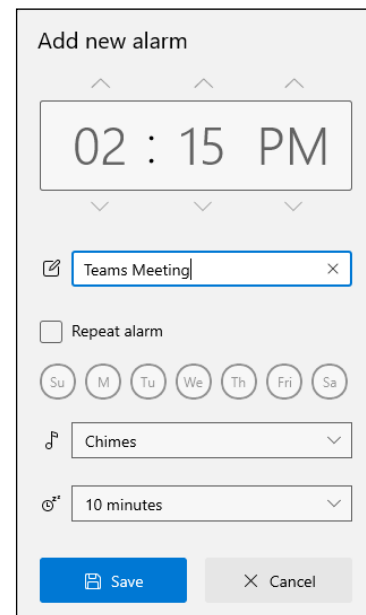 Add new alarm
02 : 15 PM
Teams Meeting
Repeat alarm
Su M Tu We Th Fri Sa
Chimes
10 minutes
Save Cancel